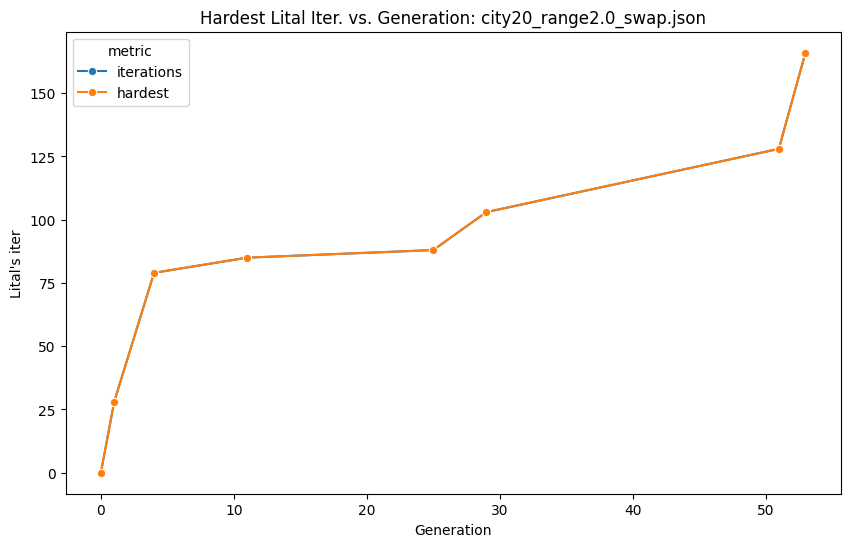 Hardest Lital Iter. vs. Generation: city20_range2.0_swap.json
metric
iterations
hardest
150
125
100
75
50
25
0
Lital's iter
0 10 20 30 40 50
Generation